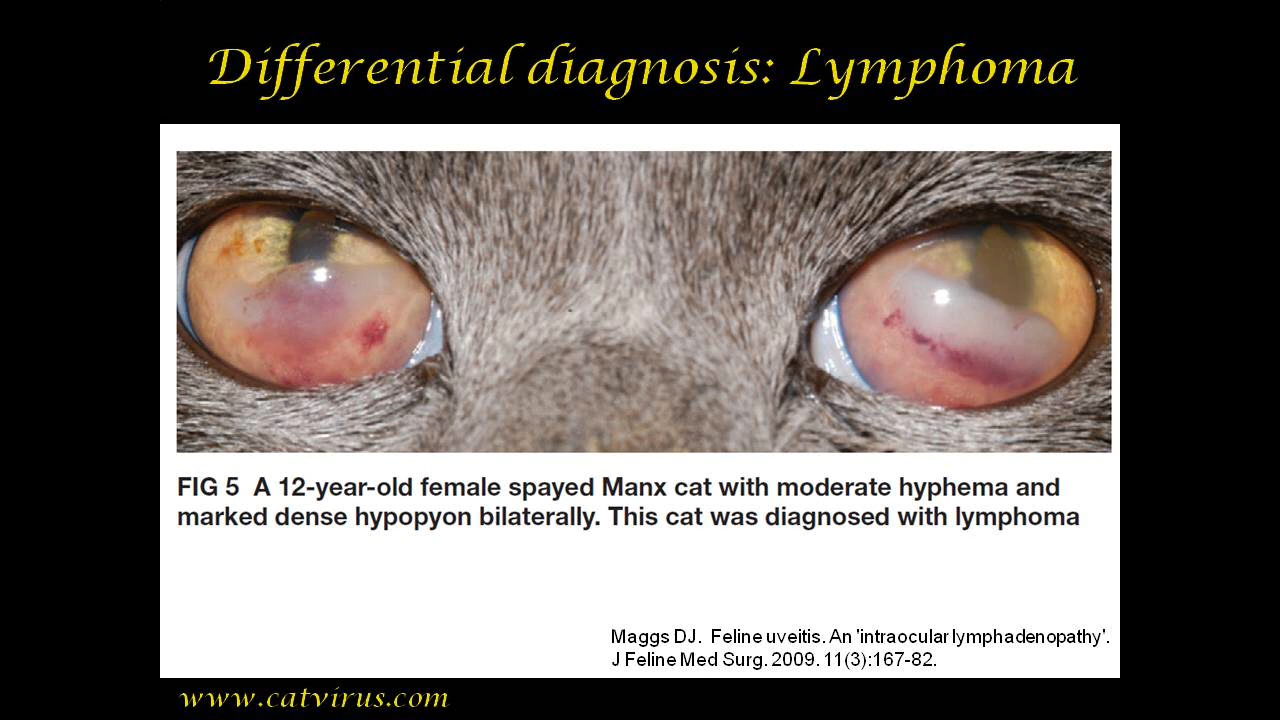 Differential diagnosis: Lymphoma
FIG 5 A 12-year-old female spayed Manx cat with moderate hyphema and
marked dense hypopyon bilaterally. This cat was diagnosed with lymphoma
Maggs DJ. Feline uveitis. An 'intraocular lymphadenopathy'.
J Feline Med Surg. 2009. 11(3):167-82.
www.catvirus.com